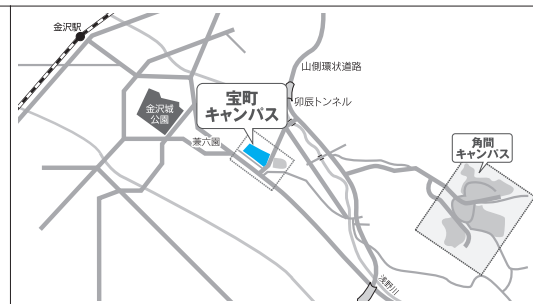 金沢駅
山側環状道路
宝町
キャンパス
卯辰トンネル
金沢城
公園
兼六園
角間
キャンパス
浅野川